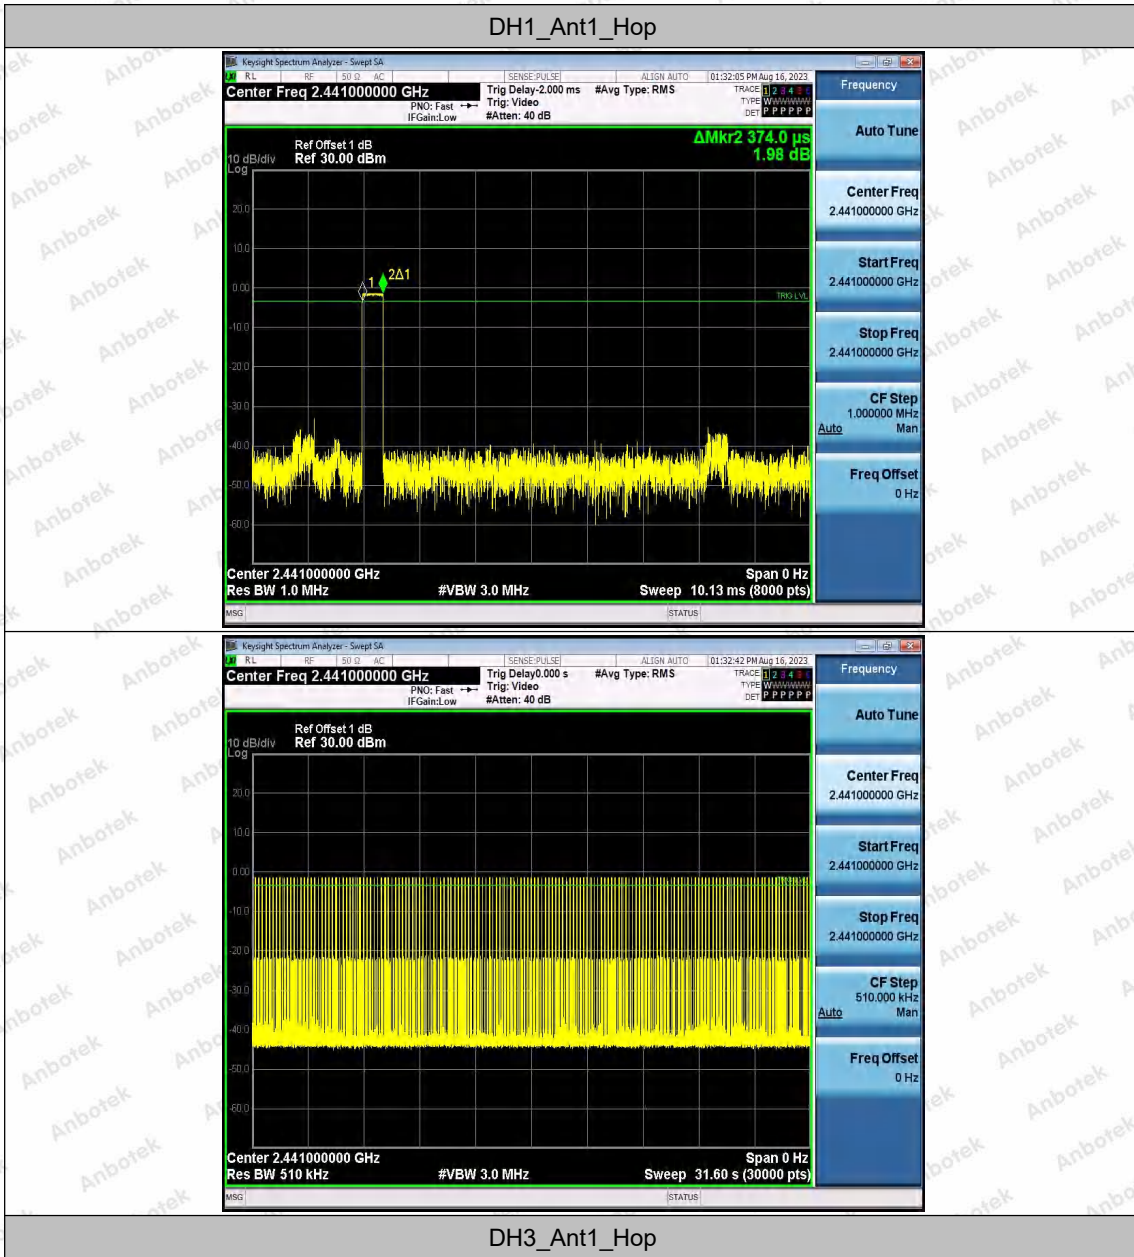 DH1_Ant1_Hop
Keysight Spectrum Analyzer - Swept SA
RL RF 50 Ω AC SENSE:PULSE ALIGN AUTO 01:32:05 PM Aug 16, 2023
Center Freq 2.441000000 GHz
PNO: Fast
IFGain:Low
Trig Delay-2.000 ms
Trig: Video
#Atten: 40 dB
#Avg Type: RMS
TRACE 1 2 3 4 5 6
TYPE WWWWWW
DET P P P P P P
Frequency
Auto Tune
Center Freq
2.441000000 GHz
Start Freq
2.441000000 GHz
Stop Freq
2.441000000 GHz
CF Step
1.000000 MHz
Auto Man
Freq Offset
0 Hz
ΔMkr2 374.0 µs
1.98 dB
Ref Offset 1 dB
10 dB/div Ref 30.00 dBm
Log
20.0
10.0
0.00
-10.0
-20.0
-30.0
-40.0
-50.0
-60.0
1
2Δ1
TRIG LVL
Center 2.441000000 GHz Span 0 Hz
Res BW 1.0 MHz #VBW 3.0 MHz Sweep 10.13 ms (8000 pts)
MSG STATUS
Keysight Spectrum Analyzer - Swept SA
RL RF 50 Ω AC SENSE:PULSE ALIGN AUTO 01:32:42 PM Aug 16, 2023
Center Freq 2.441000000 GHz
PNO: Fast
IFGain:Low
Trig Delay0.000 s
Trig: Video
#Atten: 40 dB
#Avg Type: RMS
TRACE 1 2 3 4 5 6
TYPE WWWWWW
DET P P P P P P
Frequency
Auto Tune
Center Freq
2.441000000 GHz
Start Freq
2.441000000 GHz
Stop Freq
2.441000000 GHz
CF Step
510.000 kHz
Auto Man
Freq Offset
0 Hz
Ref Offset 1 dB
10 dB/div Ref 30.00 dBm
Log
20.0
10.0
0.00
-10.0
-20.0
-30.0
-40.0
-50.0
-60.0
Center 2.441000000 GHz Span 0 Hz
Res BW 510 kHz #VBW 3.0 MHz Sweep 31.60 s (30000 pts)
MSG STATUS
DH3_Ant1_Hop